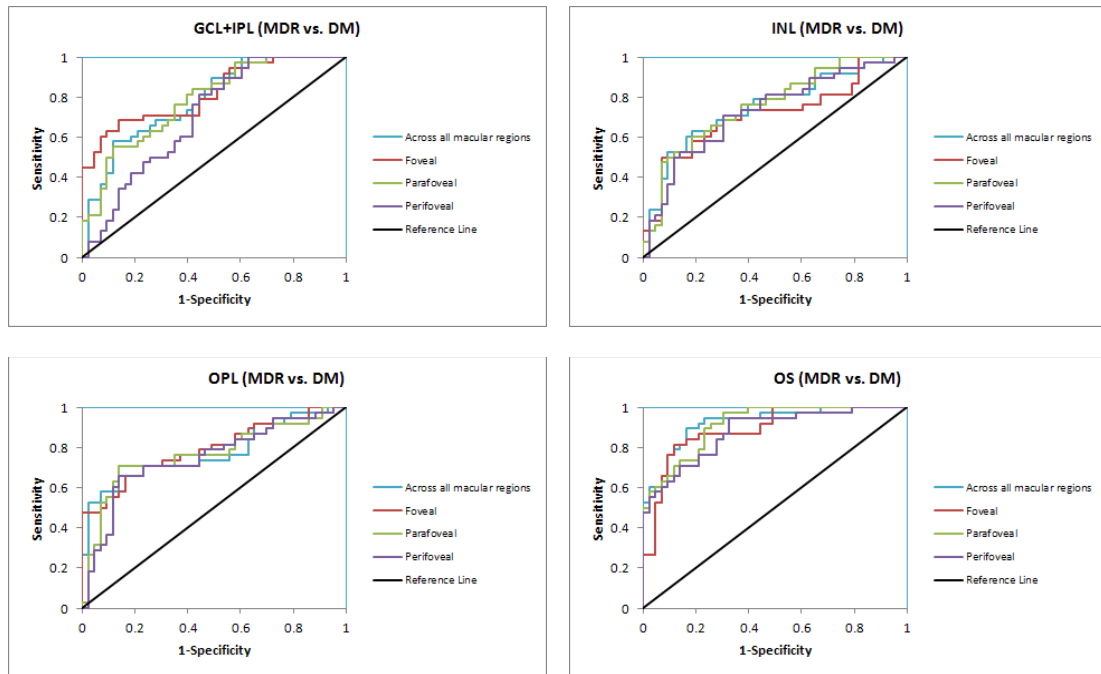 GCL+IPL (MDR vs. DM)
Sensitivity
1
0.8
0.6
0.4
0.2
0
0
0.2
0.4
0.6
0.8
1
1-Specificity
Across all macular regions
Foveal
Parafoveal
Perifoveal
Reference Line
INL (MDR vs. DM)
Sensitivity
1
0.8
0.6
0.4
0.2
0
0
0.2
0.4
0.6
0.8
1
1-Specificity
Across all macular regions
Foveal
Parafoveal
Perifoveal
Reference Line
OPL (MDR vs. DM)
Sensitivity
1
0.8
0.6
0.4
0.2
0
0
0.2
0.4
0.6
0.8
1
1-Specificity
Across all macular regions
Foveal
Parafoveal
Perifoveal
Reference Line
OS (MDR vs. DM)
Sensitivity
1
0.8
0.6
0.4
0.2
0
0
0.2
0.4
0.6
0.8
1
1-Specificity
Across all macular regions
Foveal
Parafoveal
Perifoveal
Reference Line